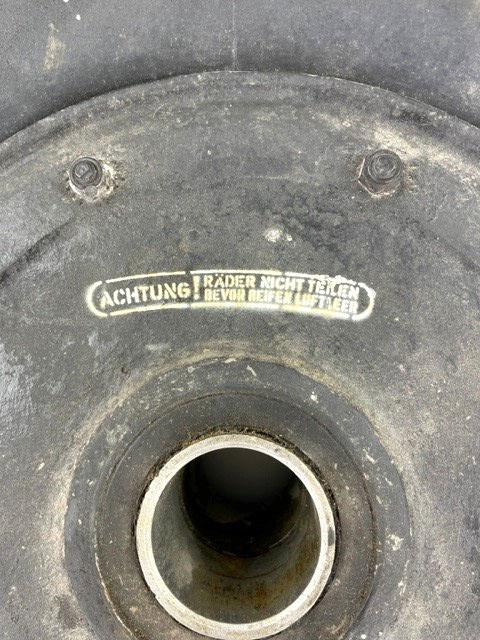 ACHTUNG!
RÄDER NICHT TEILEN
BEVOR REIFEN LUFTLEER